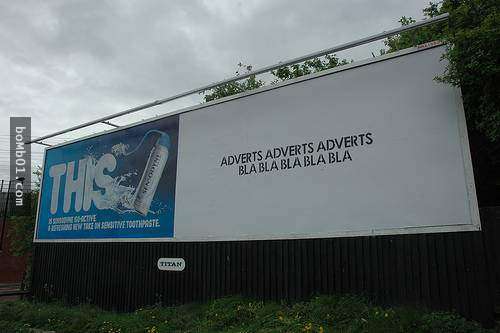 THIS
IS SENSODYNE ISO-ACTIVE
A REFRESHING NEW TAKE ON SENSITIVE TOOTHPASTE.
ADVERTS ADVERTS ADVERTS
BLA BLA BLA BLA BLA
TITAN
bomb01.com